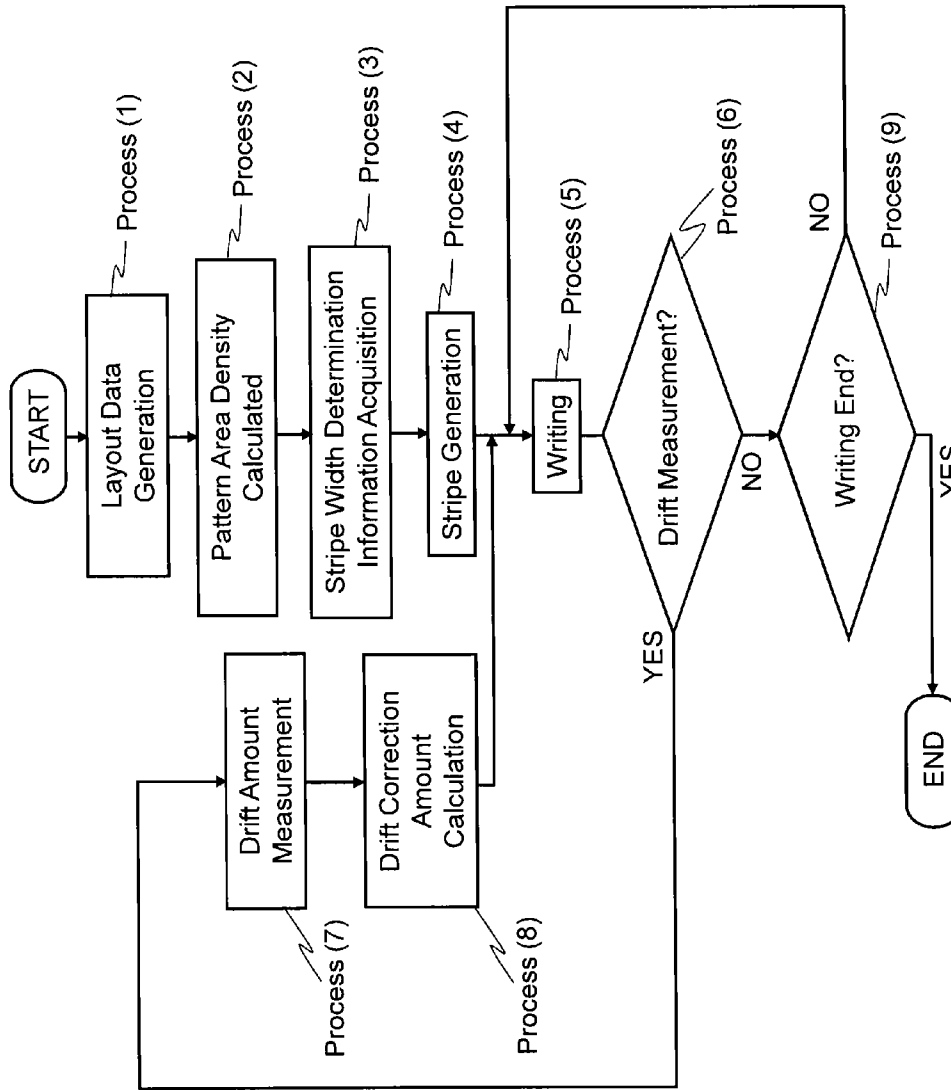 START
Layout Data
Generation
Process (1)
Pattern Area Density
Calculated
Process (2)
Stripe Width Determination
Information Acquisition
Process (3)
Stripe Generation
Process (4)
Writing
Process (5)
Drift Measurement?
Process (6)
YES
NO
Drift Amount
Measurement
Process (7)
Drift Correction
Amount
Calculation
Process (8)
Writing End?
Process (9)
NO
YES
END